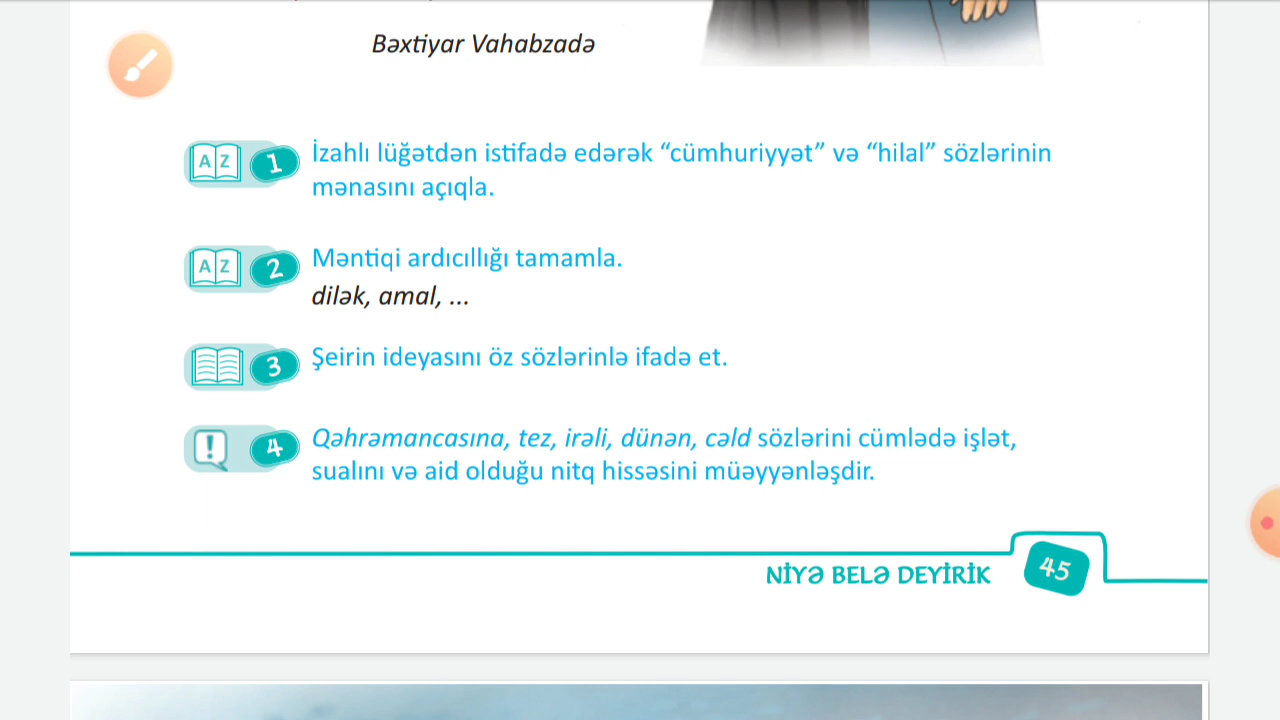 Bəxtiyar Vahabzadə
A Z 1 İzahlı lüğətdən istifadə edərək “cümhuriyyət” və “hilal” sözlərinin
mənasını açıqla.
A Z 2 Məntiqi ardıcıllığı tamamla.
dilək, amal, ...
3 Şeirin ideyasını öz sözlərinlə ifadə et.
! 4 Qəhrəmancasına, tez, irəli, dünən, cəld sözlərini cümlədə işlət,
sualını və aid olduğu nitq hissəsini müəyyənləşdir.
NİYƏ BELƏ DEYİRİK 45